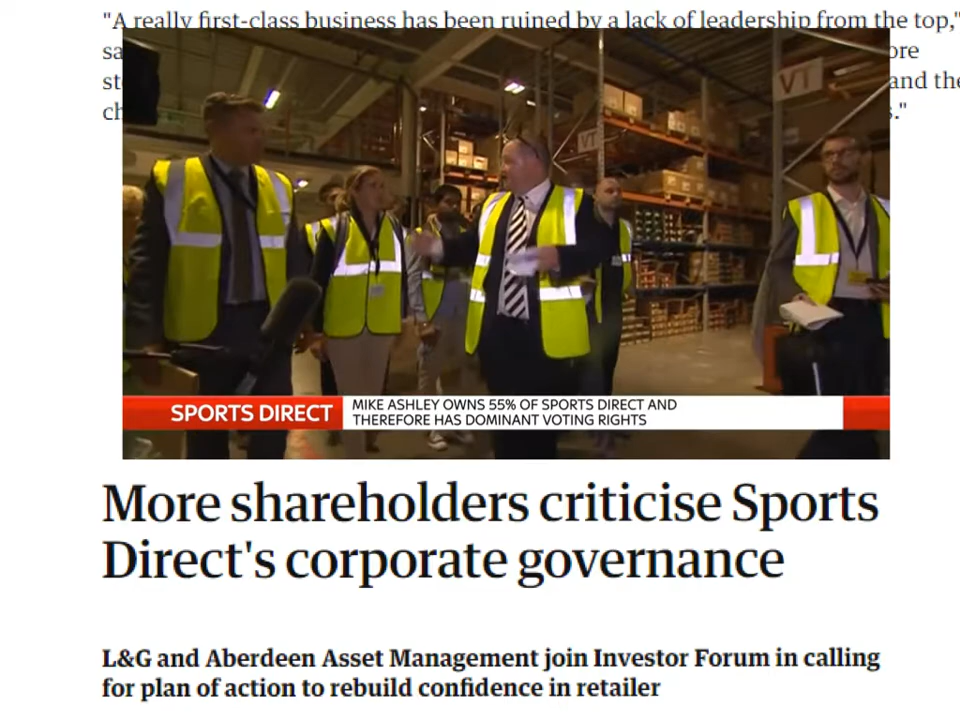 "A really first-class business has been ruined by a lack of leadership from the top,"
sa
ore
st
and the
ch
s."
VT
VT
SPORTS DIRECT
MIKE ASHLEY OWNS 55% OF SPORTS DIRECT AND
THEREFORE HAS DOMINANT VOTING RIGHTS
More shareholders criticise Sports
Direct's corporate governance
L&G and Aberdeen Asset Management join Investor Forum in calling
for plan of action to rebuild confidence in retailer